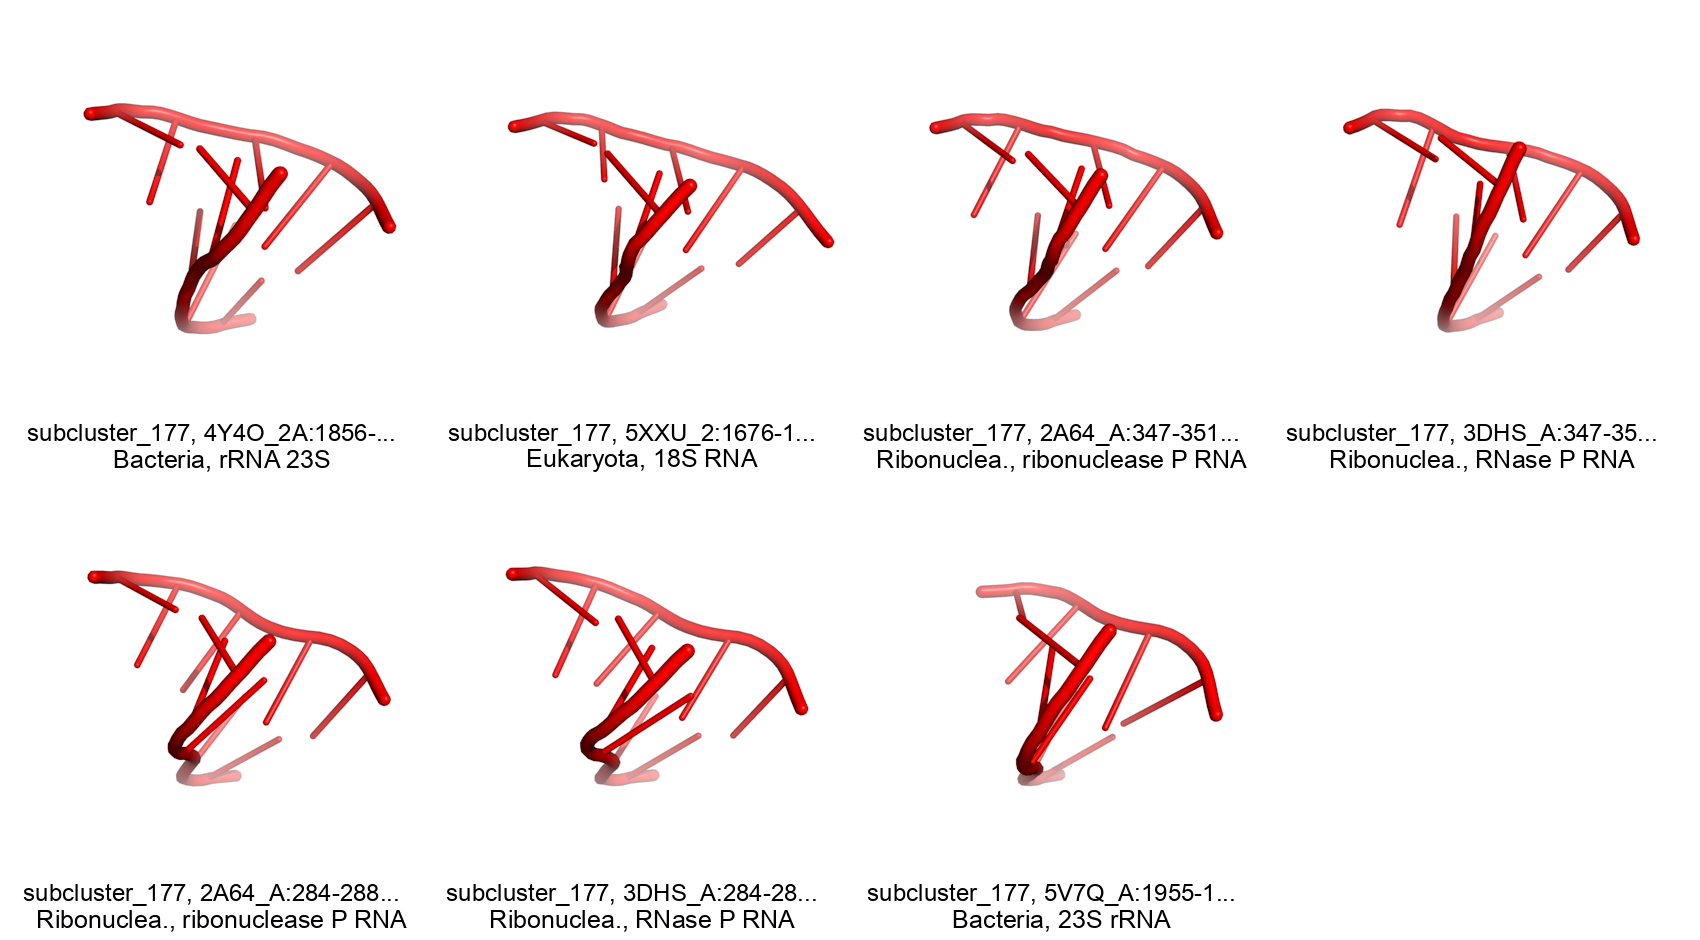 subcluster_177, 4Y4O_2A:1856-...
Bacteria, rRNA 23S
subcluster_177, 5XXU_2:1676-1...
Eukaryota, 18S RNA
subcluster_177, 2A64_A:347-351...
Ribonuclea., ribonuclease P RNA
subcluster_177, 3DHS_A:347-35...
Ribonuclea., RNase P RNA
subcluster_177, 2A64_A:284-288...
Ribonuclea., ribonuclease P RNA
subcluster_177, 3DHS_A:284-28...
Ribonuclea., RNase P RNA
subcluster_177, 5V7Q_A:1955-1...
Bacteria, 23S rRNA